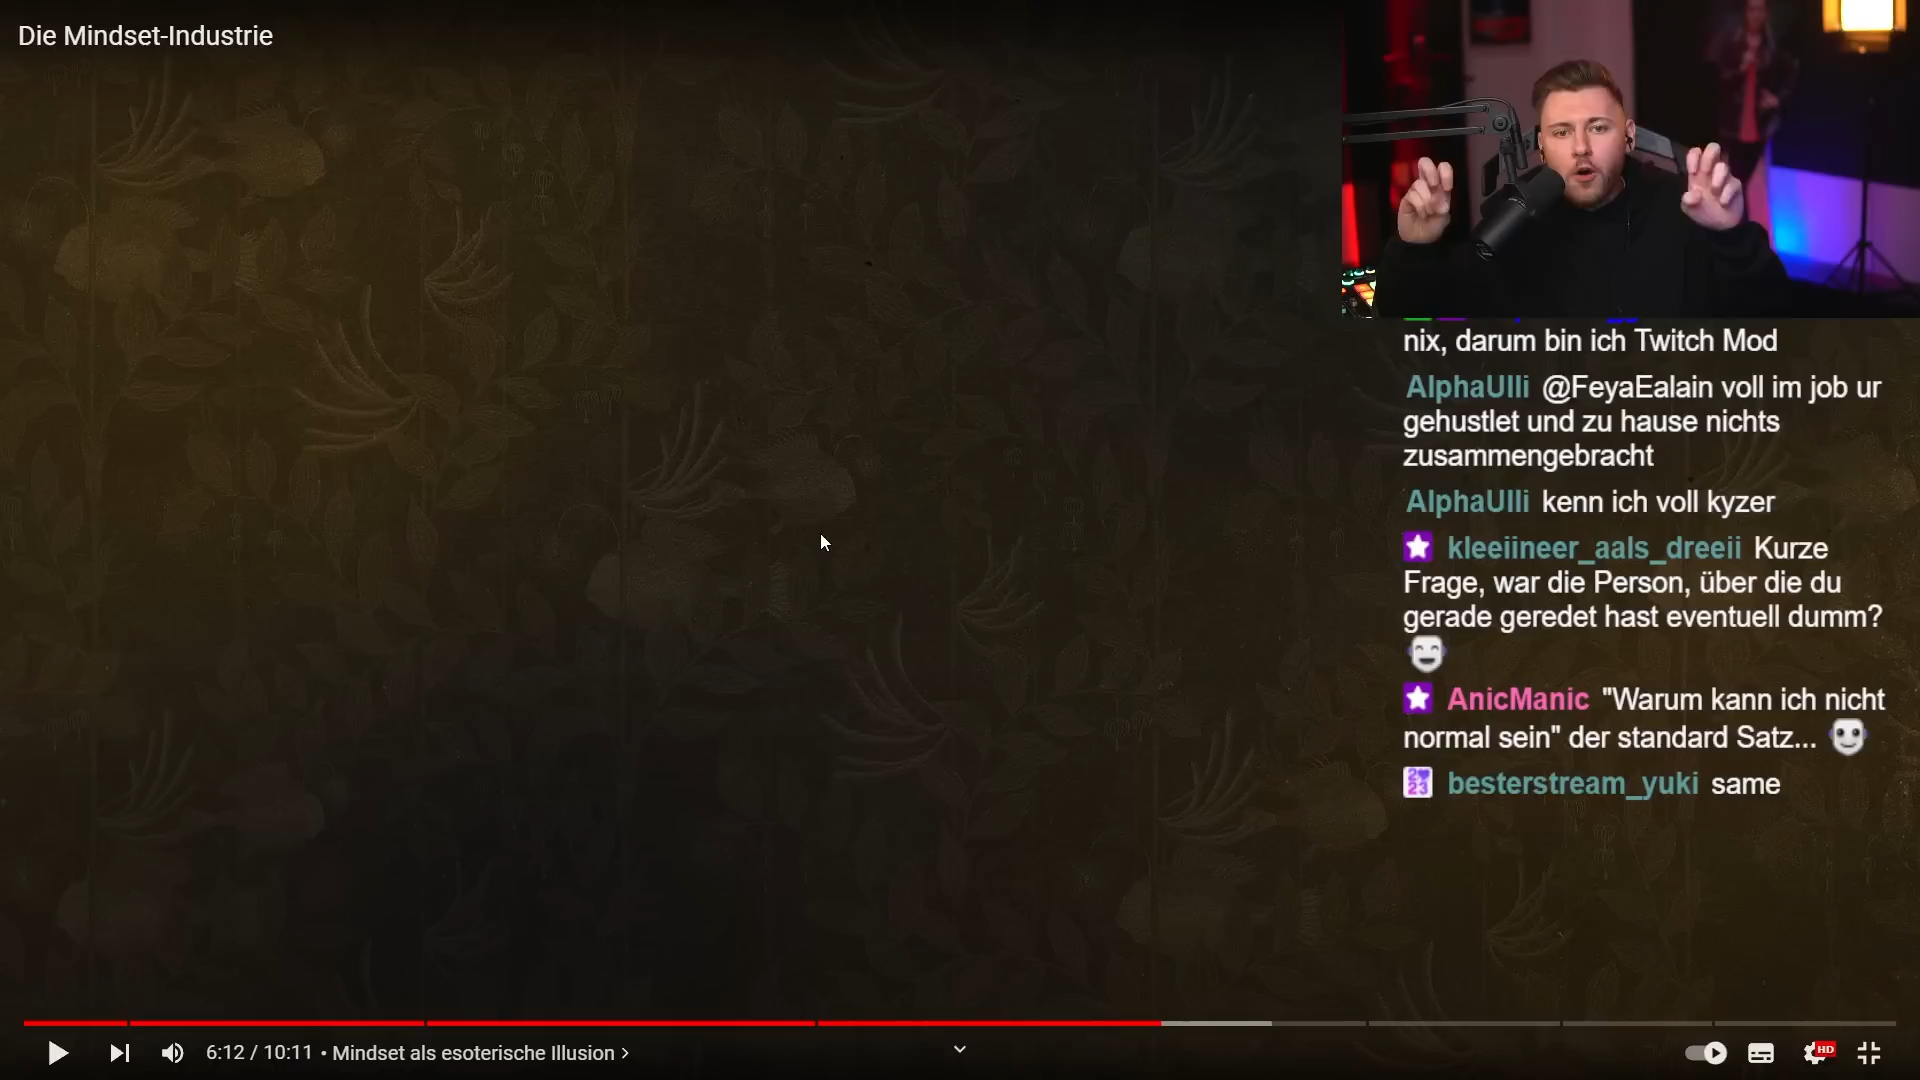 Die Mindset-Industrie
nix, darum bin ich Twitch Mod
AlphaUlli @FeyaEalain voll im job ur
gehustlet und zu hause nichts
zusammengebracht
AlphaUlli kenn ich voll kyzer
kleeiineer_aals_dreeii Kurze
Frage, war die Person, über die du
gerade geredet hast eventuell dumm?
AnicManic "Warum kann ich nicht
normal sein" der standard Satz...
besterstream_yuki same
6:12 / 10:11 • Mindset als esoterische Illusion >
HD